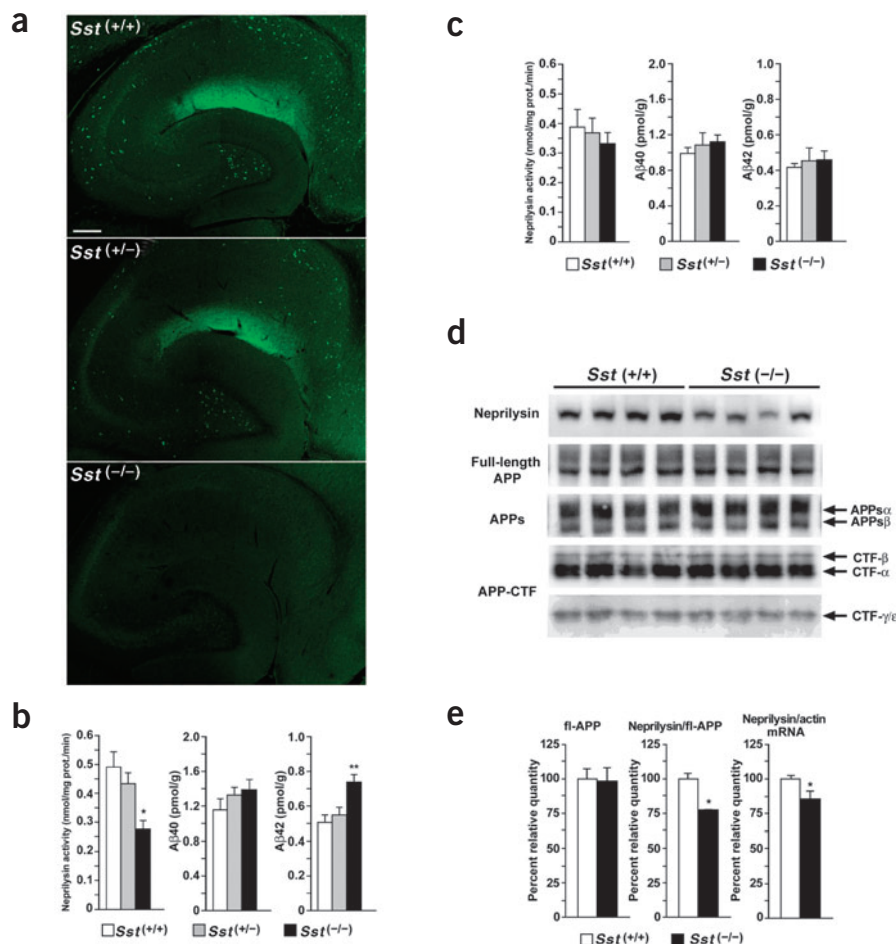 a
Sst (+/+)
Sst (+/−)
Sst (−/−)
b
Neprilysin activity (nmol/mg prot./min)
0.6
0.5
0.4
0.3
0.2
0.1
0
*
Aβ40 (pmol/g)
2.0
1.6
1.2
0.8
0.4
0
Aβ42 (pmol/g)
1.0
0.8
0.6
0.4
0.2
0
**
Sst (+/+)
Sst (+/−)
Sst (−/−)
c
Neprilysin activity (nmol/mg prot./min)
0.6
0.5
0.4
0.3
0.2
0.1
0
Aβ40 (pmol/g)
2.0
1.6
1.2
0.8
0.4
0
Aβ42 (pmol/g)
1.0
0.8
0.6
0.4
0.2
0
Sst (+/+)
Sst (+/−)
Sst (−/−)
d
Sst (+/+)
Sst (−/−)
Neprilysin
Full-length
APP
APPs
APPsα
APPsβ
APP-CTF
CTF-β
CTF-α
CTF-γ/ε
e
fl-APP
Percent relative quantity
125
100
75
50
25
0
Neprilysin/fl-APP
Percent relative quantity
125
100
75
50
25
0
*
Neprilysin/actin
mRNA
Percent relative quantity
125
100
75
50
25
0
*
Sst (+/+)
Sst (−/−)